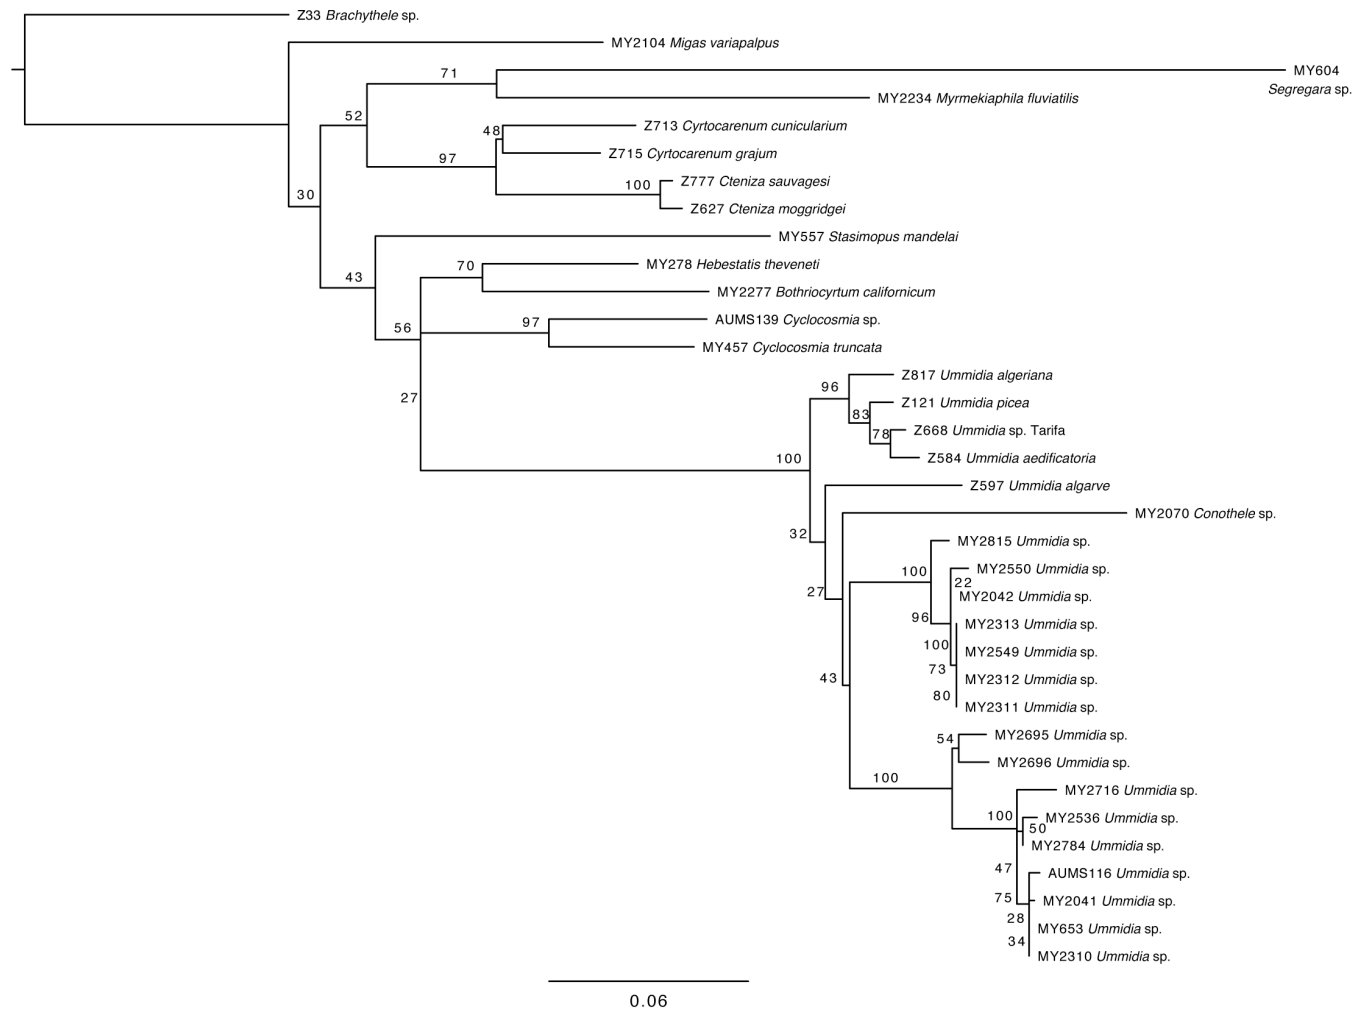 Z33 Brachythele sp.
MY2104 Migas variapalpus
71
MY604
Segregara sp.
MY2234 Myrmekiaphila fluviatilis
52
48
Z713 Cyrtocarenum cunicularium
97
Z715 Cyrtocarenum grajum
100
Z777 Cteniza sauvagesi
30
Z627 Cteniza moggridgei
MY557 Stasimopus mandelai
43
70
MY278 Hebestatis theveneti
MY2277 Bothriocyrtum californicum
56
97
AUMS139 Cyclocosmia sp.
MY457 Cyclocosmia truncata
27
96
Z817 Ummidia algeriana
83
Z121 Ummidia picea
78
Z668 Ummidia sp. Tarifa
100
Z584 Ummidia aedificatoria
Z597 Ummidia algarve
32
MY2070 Conothele sp.
MY2815 Ummidia sp.
100
MY2550 Ummidia sp.
22
27
MY2042 Ummidia sp.
96
MY2313 Ummidia sp.
100
MY2549 Ummidia sp.
73
43
MY2312 Ummidia sp.
80
MY2311 Ummidia sp.
54
MY2695 Ummidia sp.
MY2696 Ummidia sp.
100
MY2716 Ummidia sp.
100
MY2536 Ummidia sp.
50
MY2784 Ummidia sp.
47
AUMS116 Ummidia sp.
75
MY2041 Ummidia sp.
28
MY653 Ummidia sp.
34
MY2310 Ummidia sp.
0.06